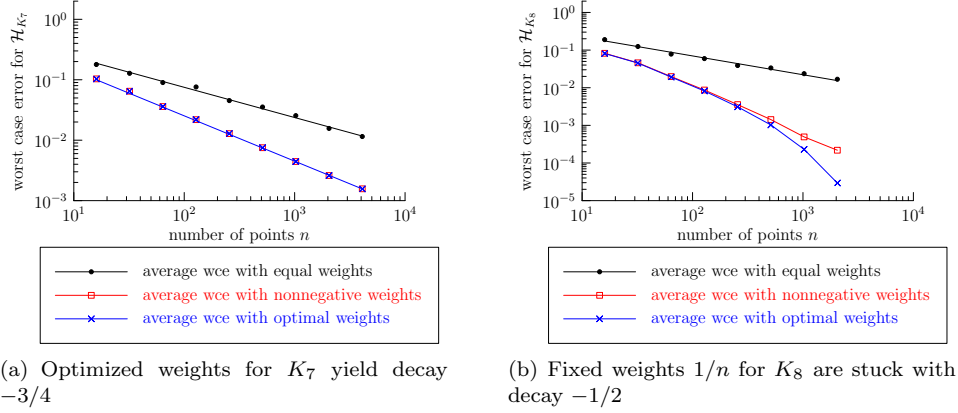 10^0
10^−1
10^−2
10^−3
10^1
10^2
10^3
10^4
worst case error for H_{K_7}
number of points n
average wce with equal weights
average wce with nonnegative weights
average wce with optimal weights
(a) Optimized weights for K_7 yield decay
−3/4
10^0
10^−1
10^−2
10^−3
10^−4
10^−5
10^1
10^2
10^3
10^4
worst case error for H_{K_8}
number of points n
average wce with equal weights
average wce with nonnegative weights
average wce with optimal weights
(b) Fixed weights 1/n for K_8 are stuck with
decay −1/2